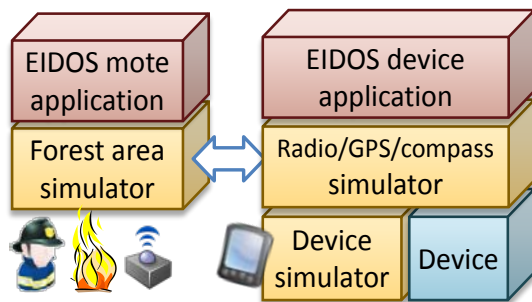 EIDOS mote
application
EIDOS device
application
Forest area
simulator
Radio/GPS/compass
simulator
Device
simulator
Device